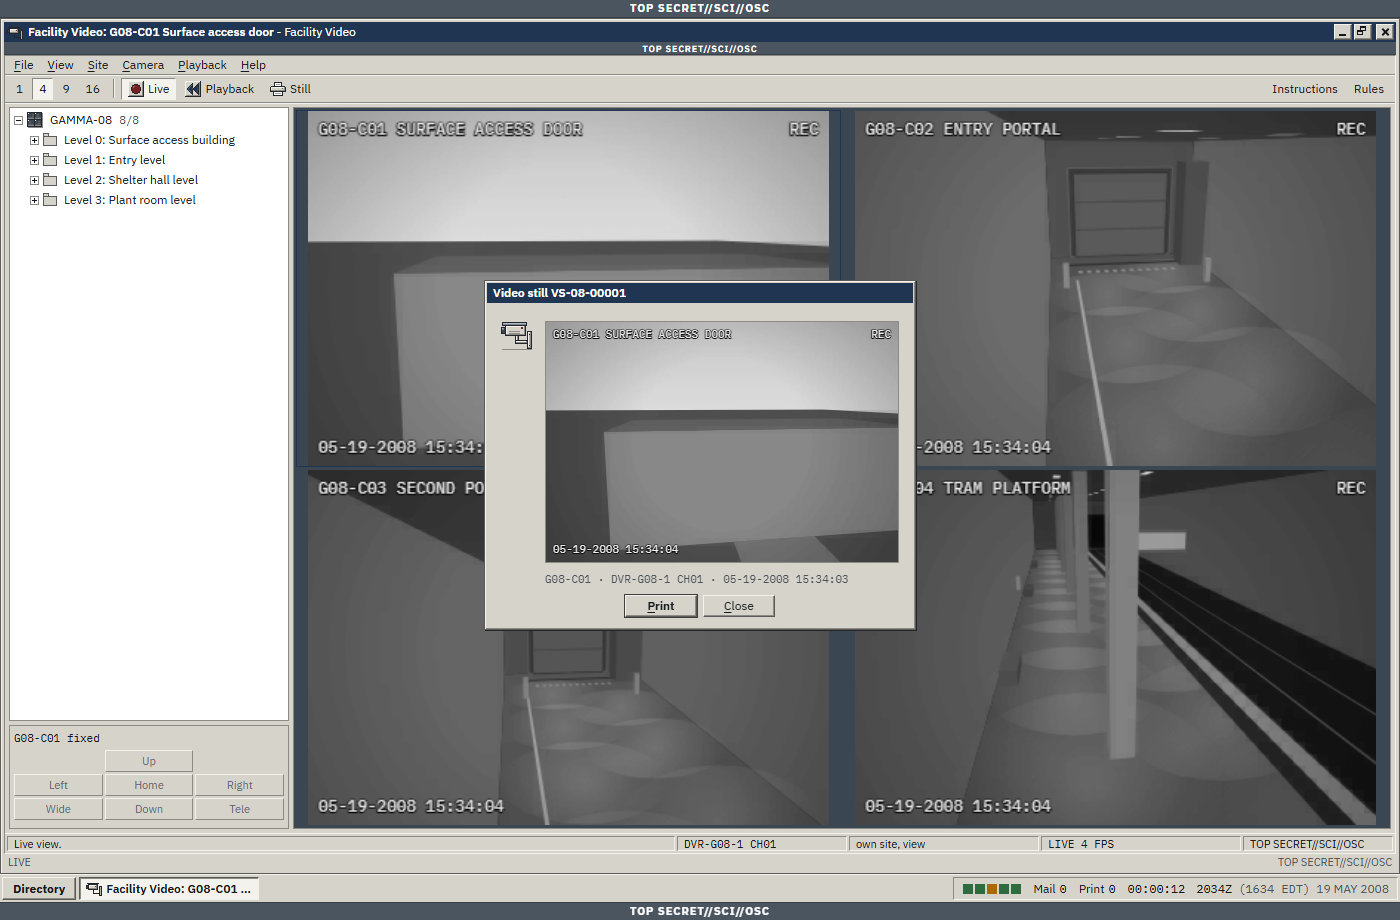 TOP SECRET//SCI//OSC
Facility Video: G08-C01 Surface access door - Facility Video
TOP SECRET//SCI//OSC
File View Site Camera Playback Help
1 4 9 16 Live Playback Still Instructions Rules
GAMMA-08 8/8
Level 0: Surface access building
Level 1: Entry level
Level 2: Shelter hall level
Level 3: Plant room level
G08-C01 SURFACE ACCESS DOOR REC
05-19-2008 15:34:
G08-C02 ENTRY PORTAL REC
-2008 15:34:04
G08-C03 SECOND PO
05-19-2008 15:34:04
04 TRAM PLATFORM REC
05-19-2008 15:34:04
Video still VS-08-00001
G08-C01 SURFACE ACCESS DOOR REC
05-19-2008 15:34:04
G08-C01 · DVR-G08-1 CH01 · 05-19-2008 15:34:03
Print Close
G08-C01 fixed
Up
Left Home Right
Wide Down Tele
Live view. DVR-G08-1 CH01 own site, view LIVE 4 FPS TOP SECRET//SCI//OSC
LIVE TOP SECRET//SCI//OSC
Directory Facility Video: G08-C01 ... Mail 0 Print 0 00:00:12 2034Z (1634 EDT) 19 MAY 2008
TOP SECRET//SCI//OSC